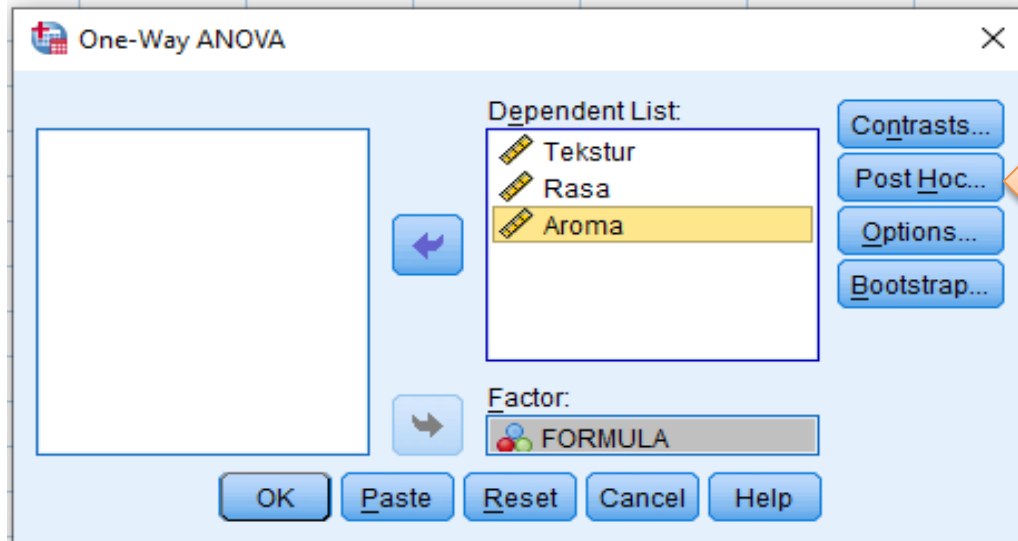 One-Way ANOVA
Dependent List:
Tekstur
Rasa
Aroma
Contrasts...
Post Hoc...
Options...
Bootstrap...
Factor:
FORMULA
OK Paste Reset Cancel Help